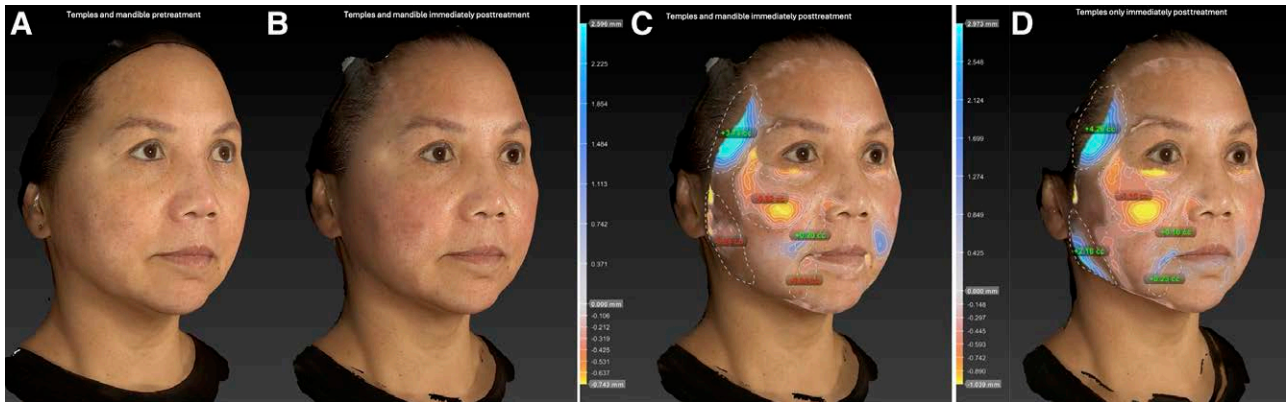 A
Temples and mandible pretreatment
B
Temples and mandible immediately posttreatment
2.596 mm
2.225
1.854
1.484
1.113
0.742
0.371
0.000 mm
-0.106
-0.212
-0.319
-0.425
-0.531
-0.637
-0.743 mm
C
Temples and mandible immediately posttreatment
2.973 mm
2.548
2.124
1.699
1.274
0.849
0.425
0.000 mm
-0.148
-0.297
-0.445
-0.593
-0.742
-0.890
-1.039 mm
D
Temples only immediately posttreatment
+4.26 cc